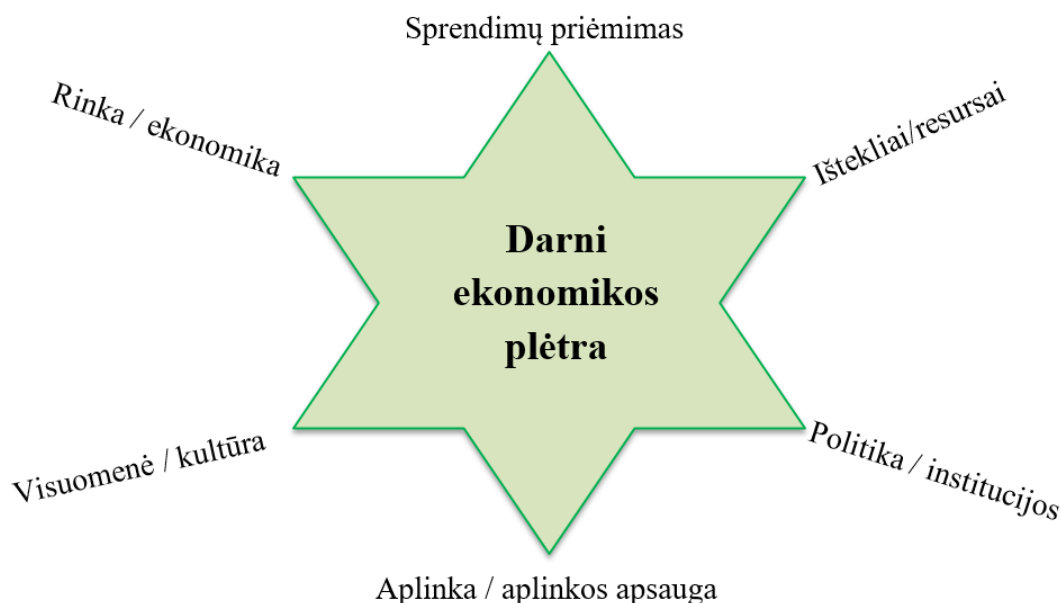 Sprendimų priėmimas
Rinka / ekonomika
Ištekliai/resursai
Darni
ekonomikos
plėtra
Visuomenė / kultūra
Politika / institucijos
Aplinka / aplinkos apsauga